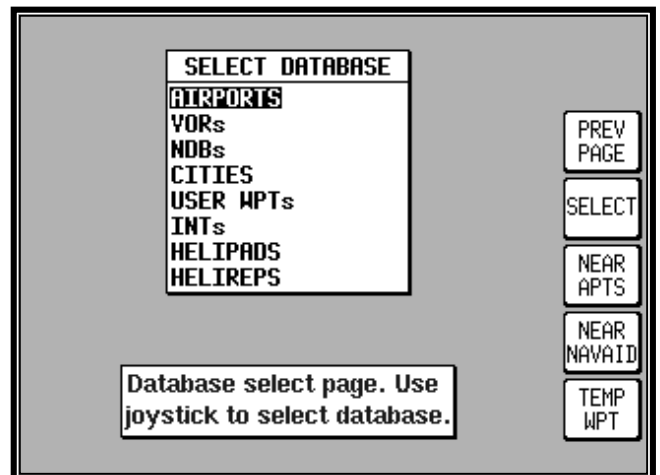 SELECT DATABASE
AIRPORTS
VORs
NDBs
CITIES
USER WPTs
INTs
HELIPADS
HELIREPS
PREV
PAGE
SELECT
NEAR
APTS
NEAR
NAVAID
TEMP
WPT
Database select page. Use
joystick to select database.